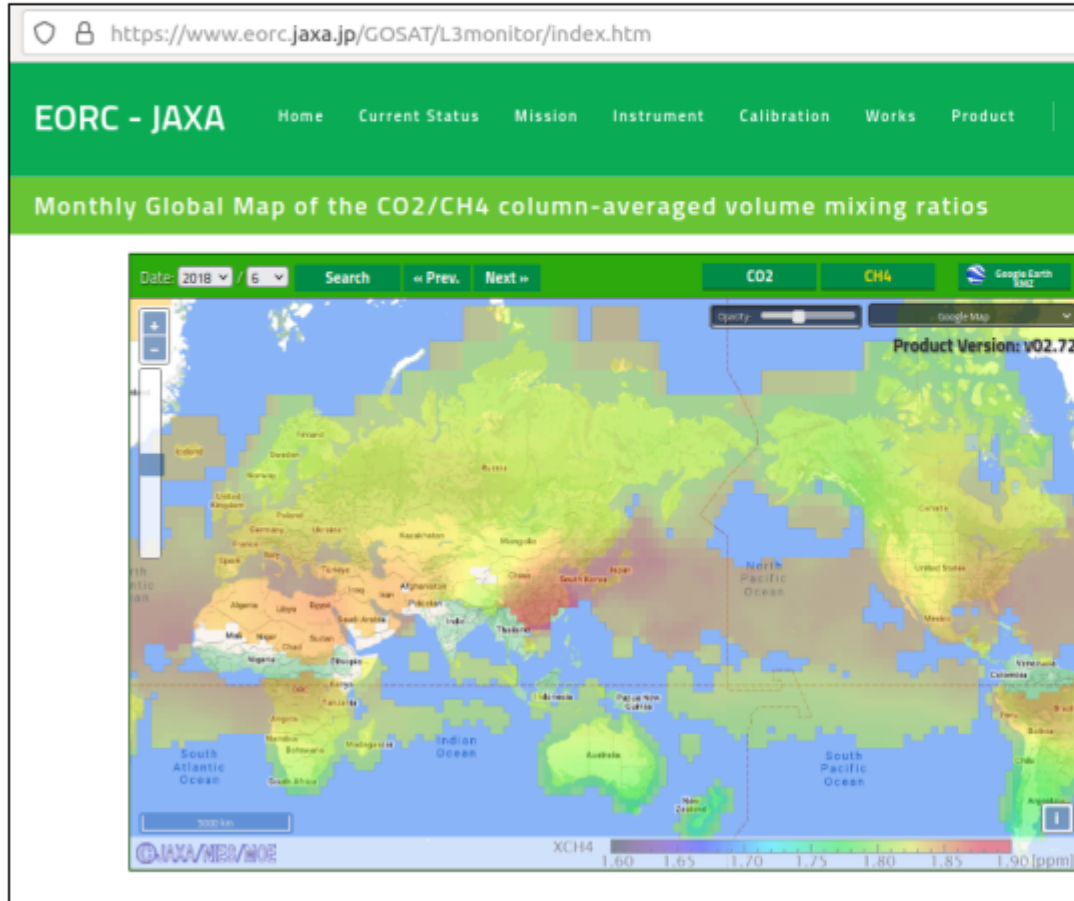 https://www.eorc.jaxa.jp/GOSAT/L3monitor/index.htm
EORC - JAXA Home Current Status Mission Instrument Calibration Works Product
Monthly Global Map of the CO2/CH4 column-averaged volume mixing ratios
Date: 2018 / 6 Search « Prev. Next » CO2 CH4 Google Earth KMZ
Opacity Google Map
Product Version: v02.72
Iceland
Finland
Sweden
Norway
Russia
United Kingdom
Poland
Canada
Germany Ukraine
France
Kazakhstan Mongolia
Spain Italy
Türkiye
China South Korea Japan
North Pacific Ocean
United States
Afghanistan
Iraq Iran
Pakistan
Algeria Libya Egypt
Saudi Arabia
India
Mexico
Mali Niger Chad Sudan
Thailand
Nigeria Ethiopia
Venezuela
Colombia
DRC Kenya
Tanzania
Indonesia
Papua New Guinea
Peru
Angola
Bolivia
Namibia Botswana Madagascar
Indian Ocean
South Atlantic Ocean
Australia
South Pacific Ocean
Chile
South Africa
New Zealand
5000 km
i
©JAXA/NIES/MOE
XCH4
1.60 1.65 1.70 1.75 1.80 1.85 1.90 [ppm]